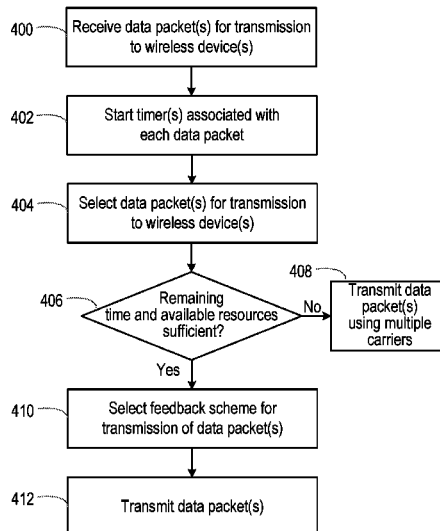 400
Receive data packet(s) for transmission
to wireless device(s)
402
Start timer(s) associated with
each data packet
404
Select data packet(s) for transmission
to wireless device(s)
406
Remaining
time and available resources
sufficient?
No
408
Transmit data
packet(s)
using multiple
carriers
Yes
410
Select feedback scheme for
transmission of data packet(s)
412
Transmit data packet(s)